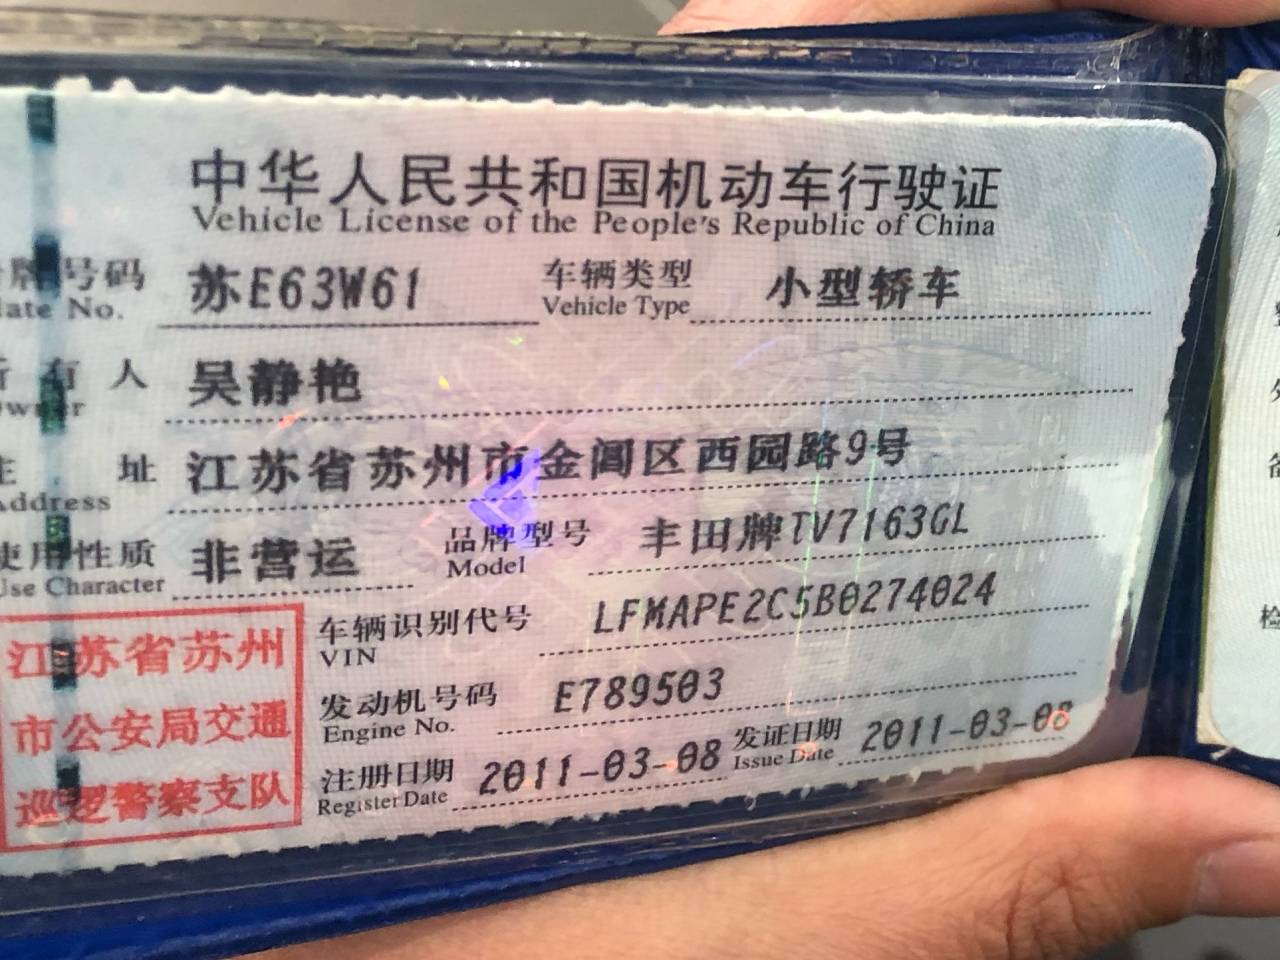 中华人民共和国机动车行驶证
Vehicle License of the People's Republic of China
牌号码 苏E63W61 车辆类型 小型轿车
ate No. Vehicle Type
有人 吴静艳
Owner
址 江苏省苏州市金阊区西园路9号
Address
使用性质 非营运 品牌型号 丰田牌TV7163GL
Use Character Model
车辆识别代号 LFMAPE2C5B0274024
VIN
发动机号码 E789503
Engine No.
注册日期 2011-03-08 发证日期 2011-03-08
Register Date Issue Date
江苏省苏州
市公安局交通
巡逻警察支队